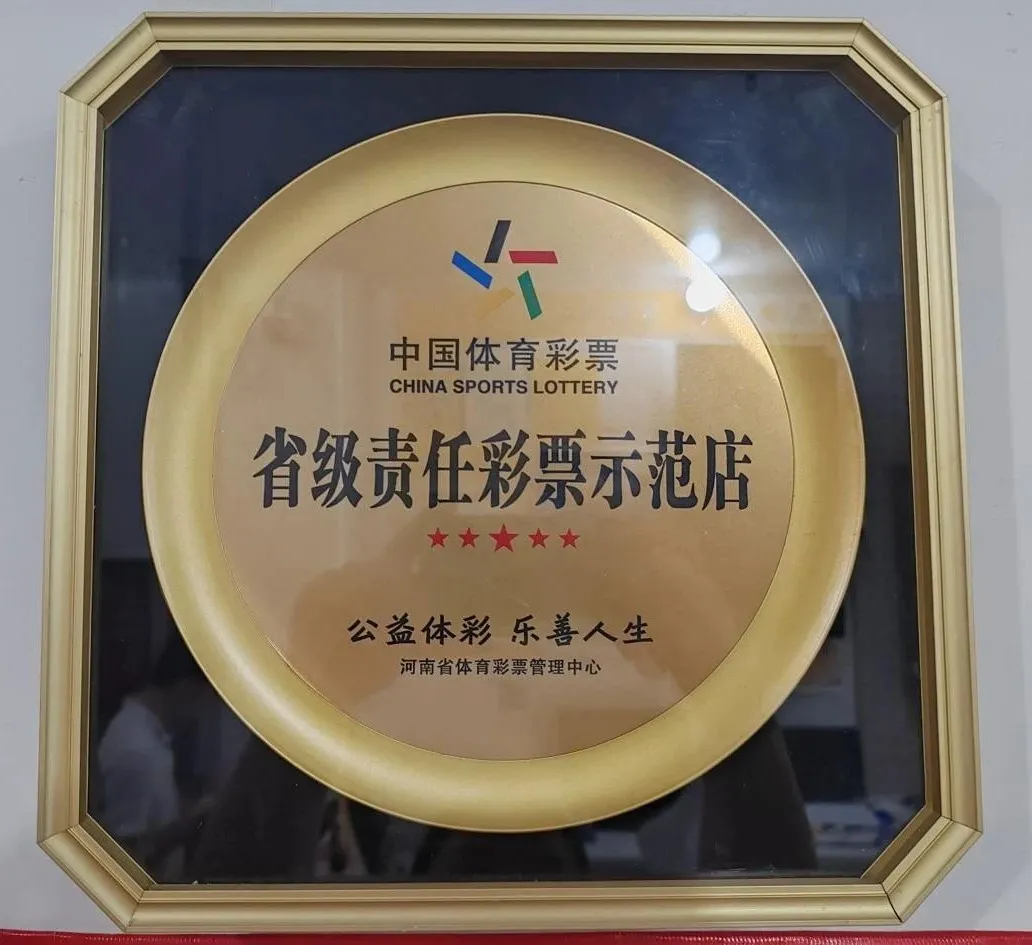 中国体育彩票
CHINA SPORTS LOTTERY
省级责任彩票示范店
公益体彩 乐善人生
河南省体育彩票管理中心